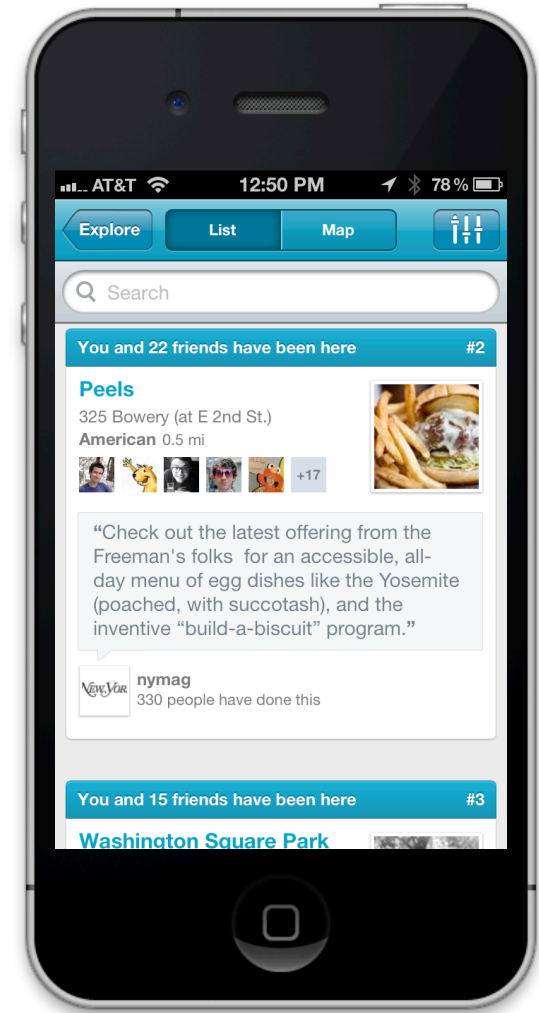 AT&T 12:50 PM 78%
Explore List Map
Search
You and 22 friends have been here #2
Peels
325 Bowery (at E 2nd St.)
American 0.5 mi
+17
“Check out the latest offering from the
Freeman's folks for an accessible, all-
day menu of egg dishes like the Yosemite
(poached, with succotash), and the
inventive “build-a-biscuit” program.”
NEW YOR
nymag
330 people have done this
You and 15 friends have been here #3
Washington Square Park